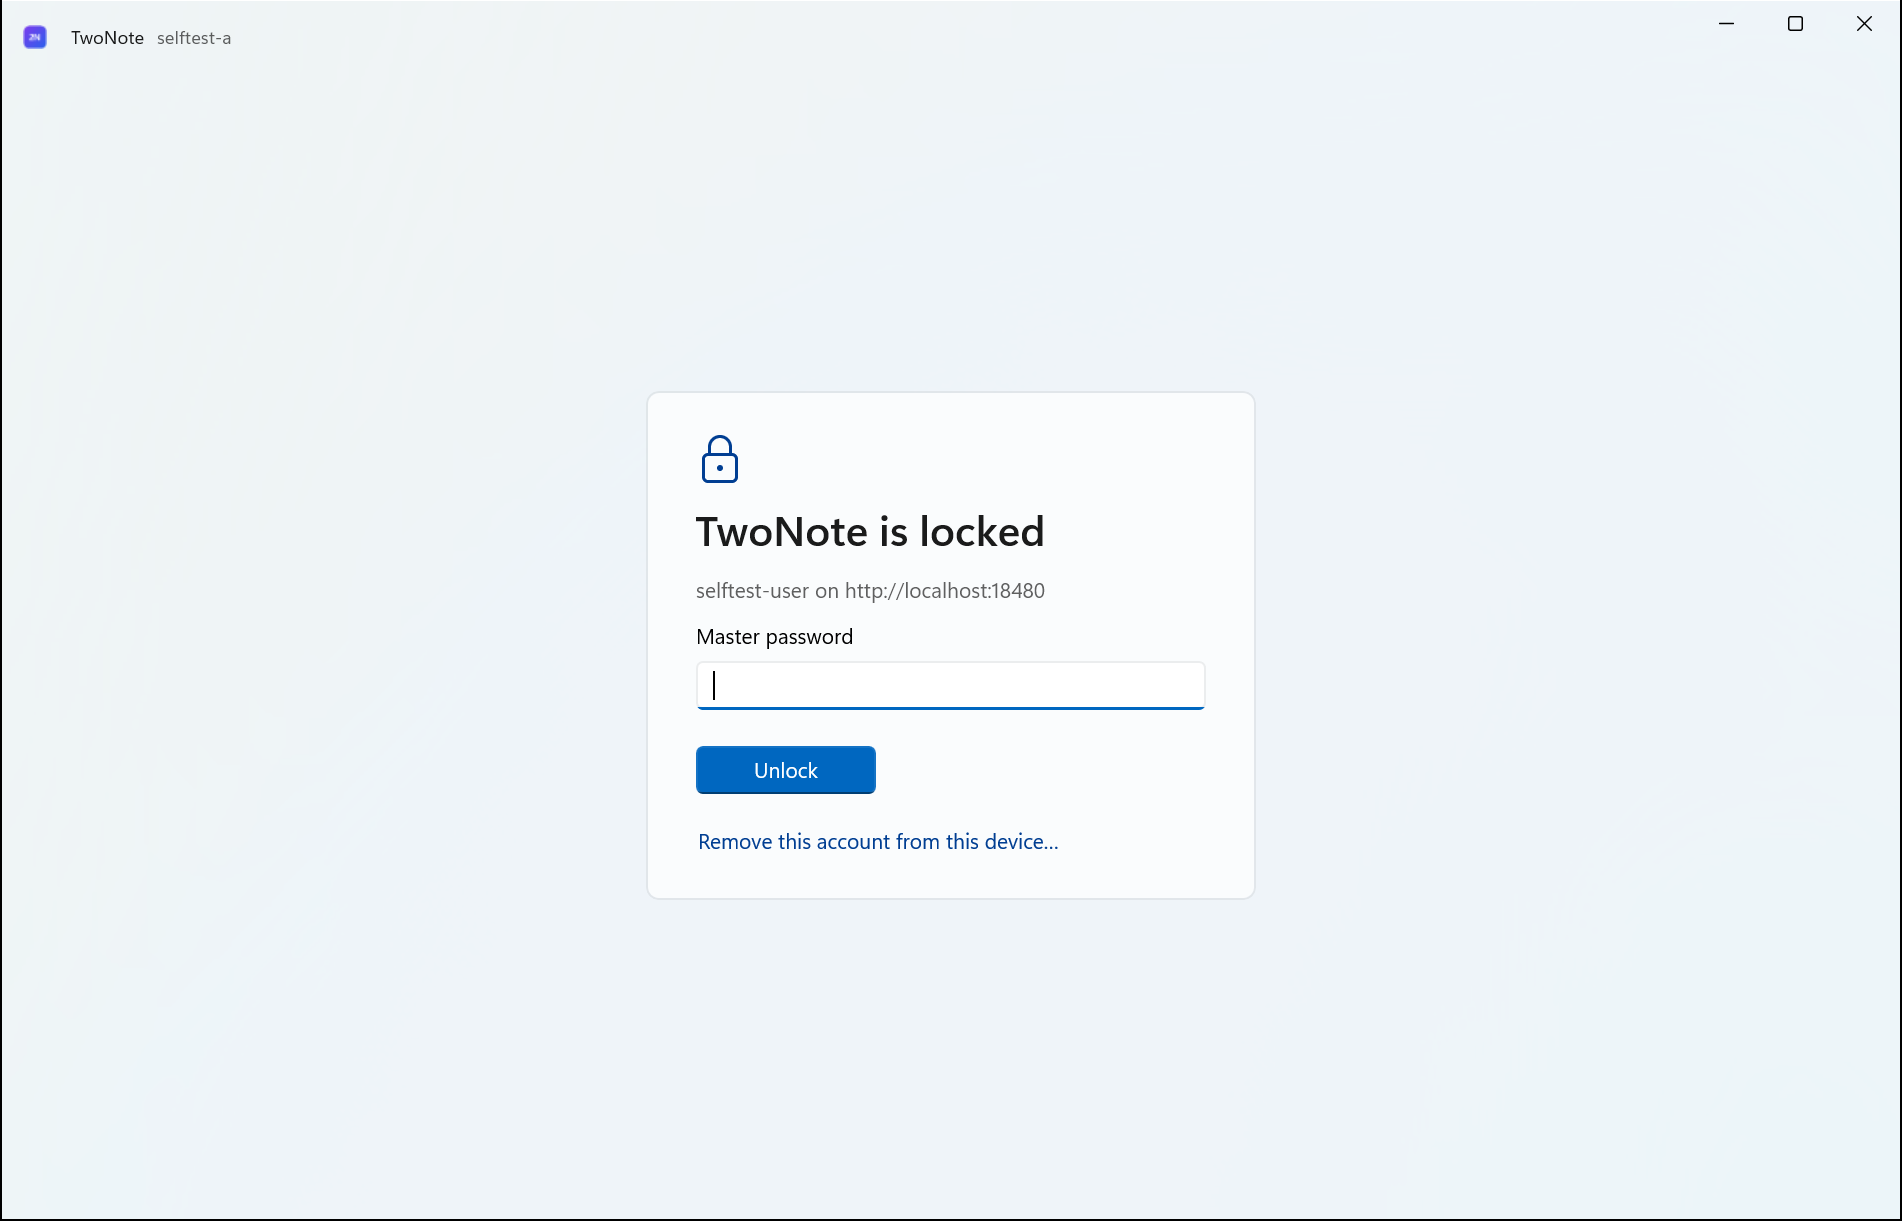 2N
TwoNote selftest-a
TwoNote is locked
selftest-user on http://localhost:18480
Master password
Unlock
Remove this account from this device...